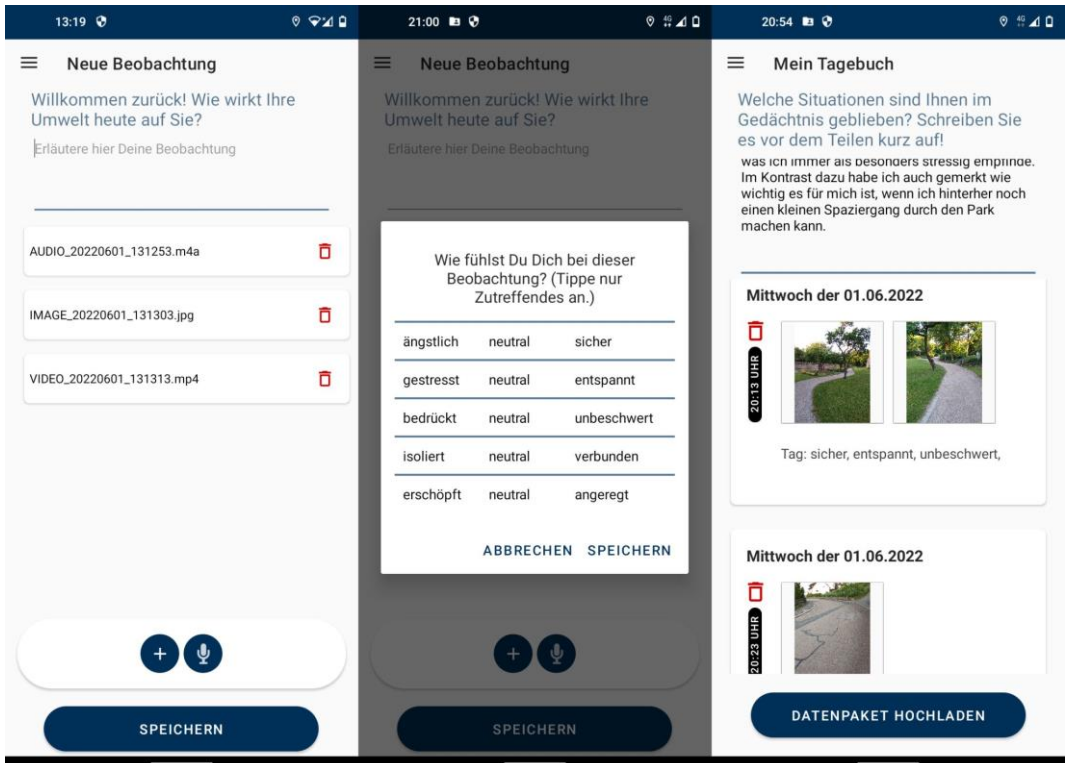 13:19
Neue Beobachtung
Willkommen zurück! Wie wirkt Ihre
Umwelt heute auf Sie?
Erläutere hier Deine Beobachtung
AUDIO_20220601_131253.m4a
IMAGE_20220601_131303.jpg
VIDEO_20220601_131313.mp4
+
SPEICHERN
21:00
4G
Neue Beobachtung
Willkommen zurück! Wie wirkt Ihre
Umwelt heute auf Sie?
Erläutere hier Deine Beobachtung
Wie fühlst Du Dich bei dieser
Beobachtung? (Tippe nur
Zutreffendes an.)
ängstlich neutral sicher
gestresst neutral entspannt
bedrückt neutral unbeschwert
isoliert neutral verbunden
erschöpft neutral angeregt
ABBRECHEN SPEICHERN
+
SPEICHERN
20:54
4G
Mein Tagebuch
Welche Situationen sind Ihnen im
Gedächtnis geblieben? Schreiben Sie
es vor dem Teilen kurz auf!
was ich immer als besonders stressig empfinde.
Im Kontrast dazu habe ich auch gemerkt wie
wichtig es für mich ist, wenn ich hinterher noch
einen kleinen Spaziergang durch den Park
machen kann.
Mittwoch der 01.06.2022
20:13 UHR
Tag: sicher, entspannt, unbeschwert,
Mittwoch der 01.06.2022
20:23 UHR
DATENPAKET HOCHLADEN